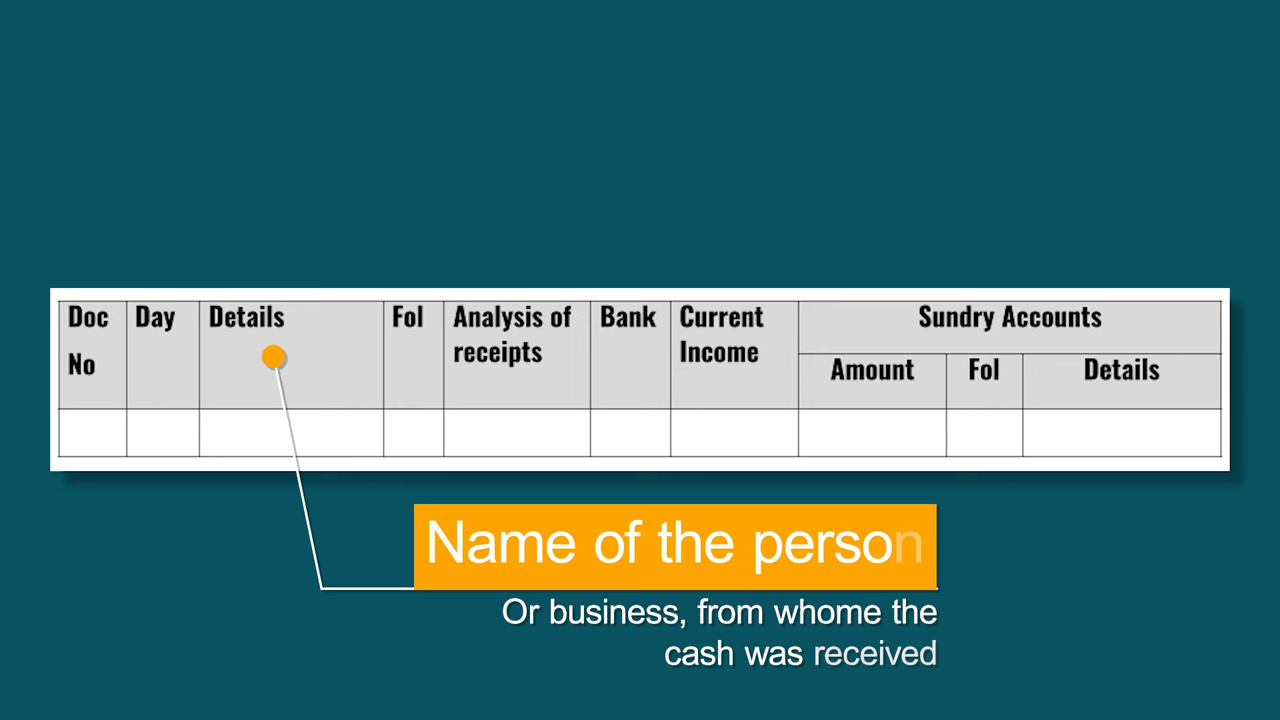 Doc No Day Details Fol Analysis of receipts Bank Current Income Sundry Accounts
Amount Fol Details
Name of the person
Or business, from whome the
cash was received